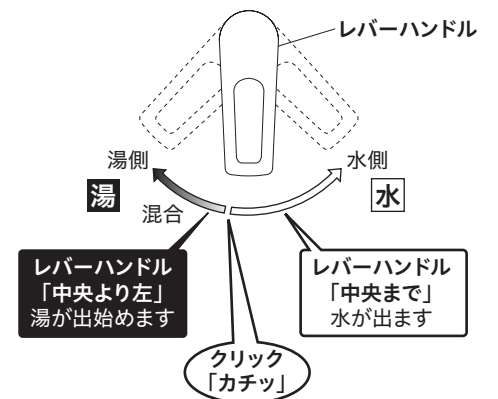 レバーハンドル
湯側
水側
湯
混合
水
レバーハンドル
「中央より左」
湯が出始めます
レバーハンドル
「中央まで」
水が出ます
クリック
「カチッ」